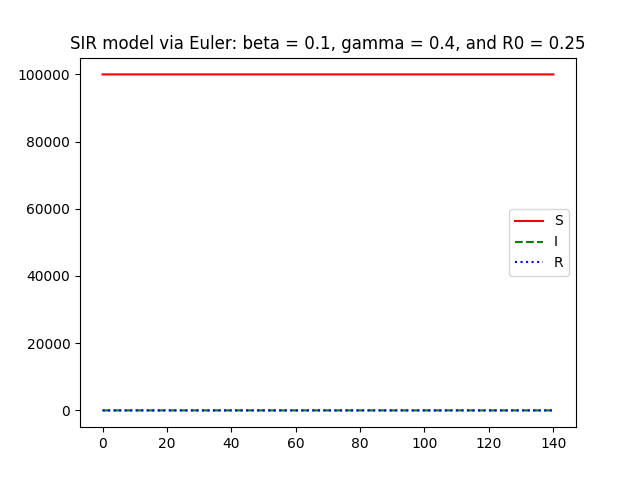 SIR model via Euler: beta = 0.1, gamma = 0.4, and R0 = 0.25
100000
80000
60000
40000
20000
0
S
I
R
0 20 40 60 80 100 120 140